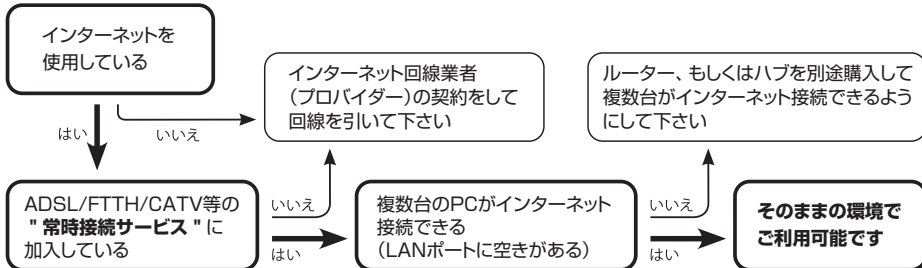 インターネットを
使用している
はい
いいえ
インターネット回線業者
（プロバイダー）の契約をして
回線を引いて下さい
ルーター、もしくはハブを別途購入して
複数台がインターネット接続できるよう
にして下さい
ADSL/FTTH/CATV等の
" 常時接続サービス " に
加入している
いいえ
はい
複数台のPCがインターネット
接続できる
（LANポートに空きがある）
いいえ
はい
そのままの環境で
ご利用可能です